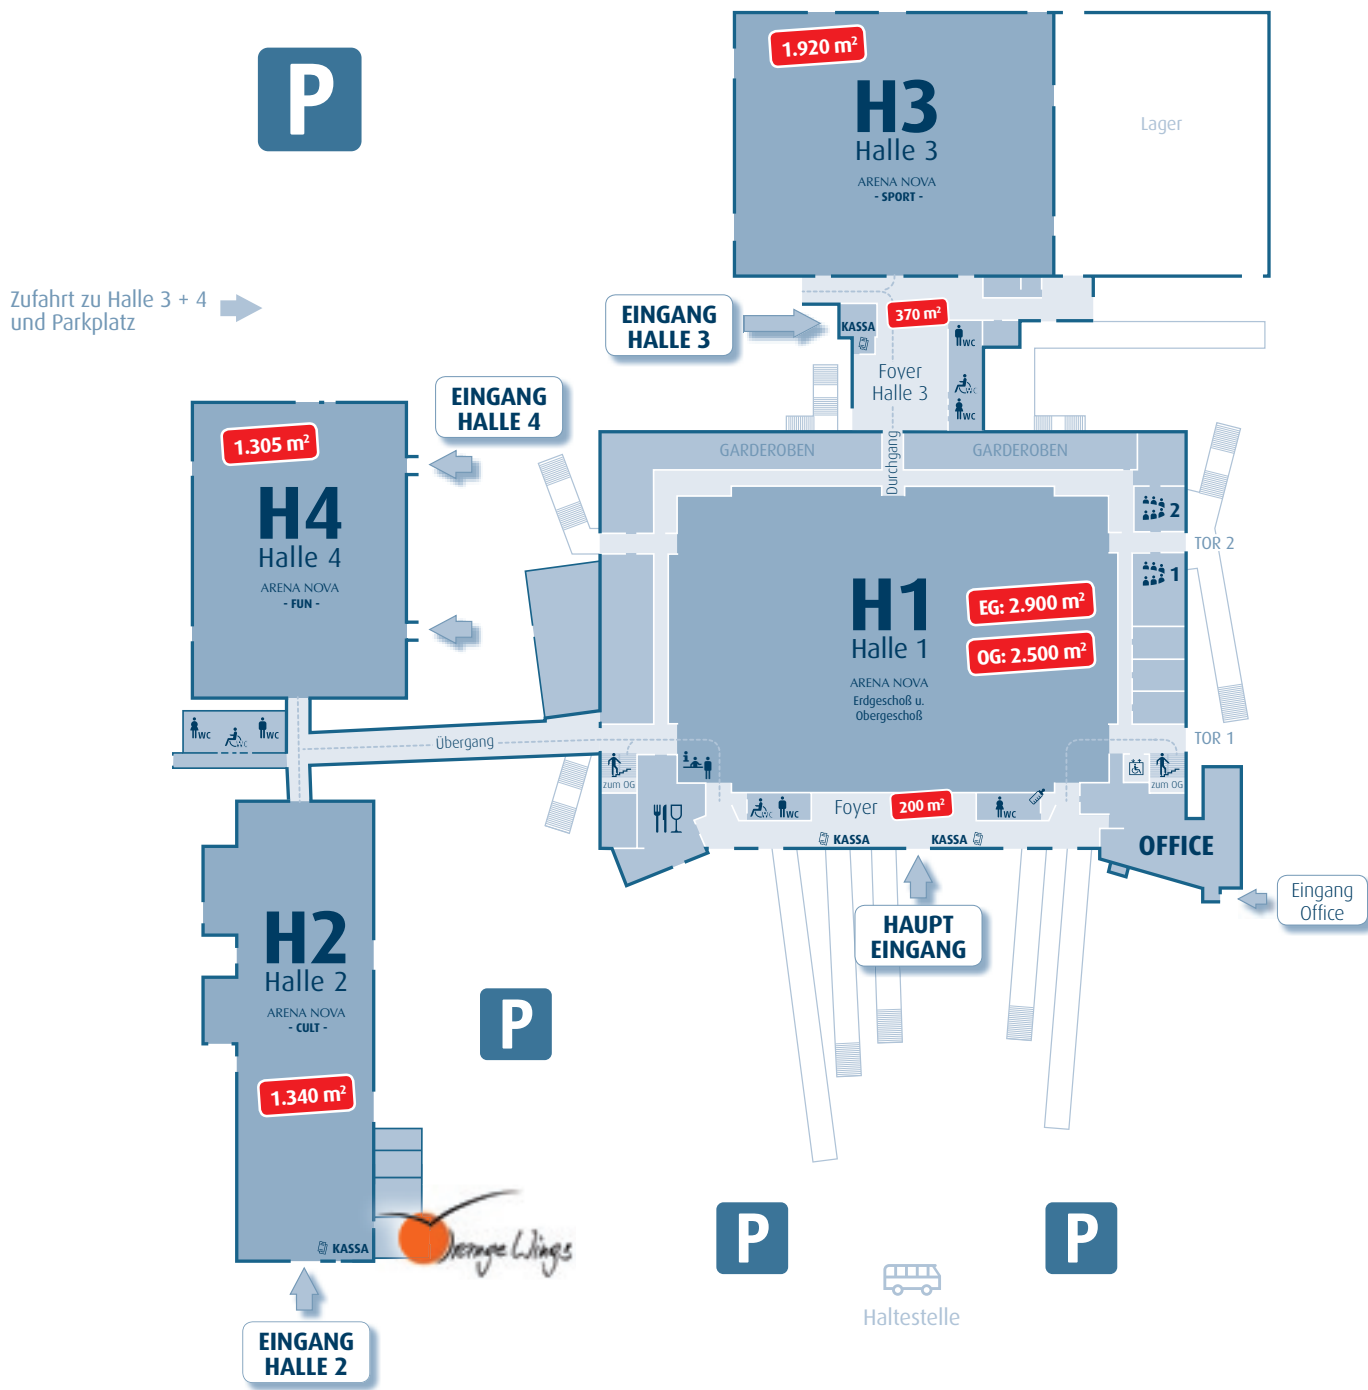 P
1.920 m²
H3
Halle 3
ARENA NOVA
- SPORT -
Lager
Zufahrt zu Halle 3 + 4
und Parkplatz
EINGANG
HALLE 3
KASSA
370 m²
WC
Foyer
Halle 3
WC
WC
EINGANG
HALLE 4
1.305 m²
H4
Halle 4
ARENA NOVA
- FUN -
GARDEROBEN
Durchgang
GARDEROBEN
2
TOR 2
1
H1
Halle 1
ARENA NOVA
Erdgeschoß u.
Obergeschoß
EG: 2.900 m²
OG: 2.500 m²
WC
WC
WC
Übergang
TOR 1
zum OG
i
zum OG
WC
WC
Foyer
200 m²
WC
KASSA
KASSA
OFFICE
Eingang
Office
HAUPT
EINGANG
H2
Halle 2
ARENA NOVA
- CULT -
P
1.340 m²
KASSA
Orange Wings
EINGANG
HALLE 2
P
P
Haltestelle